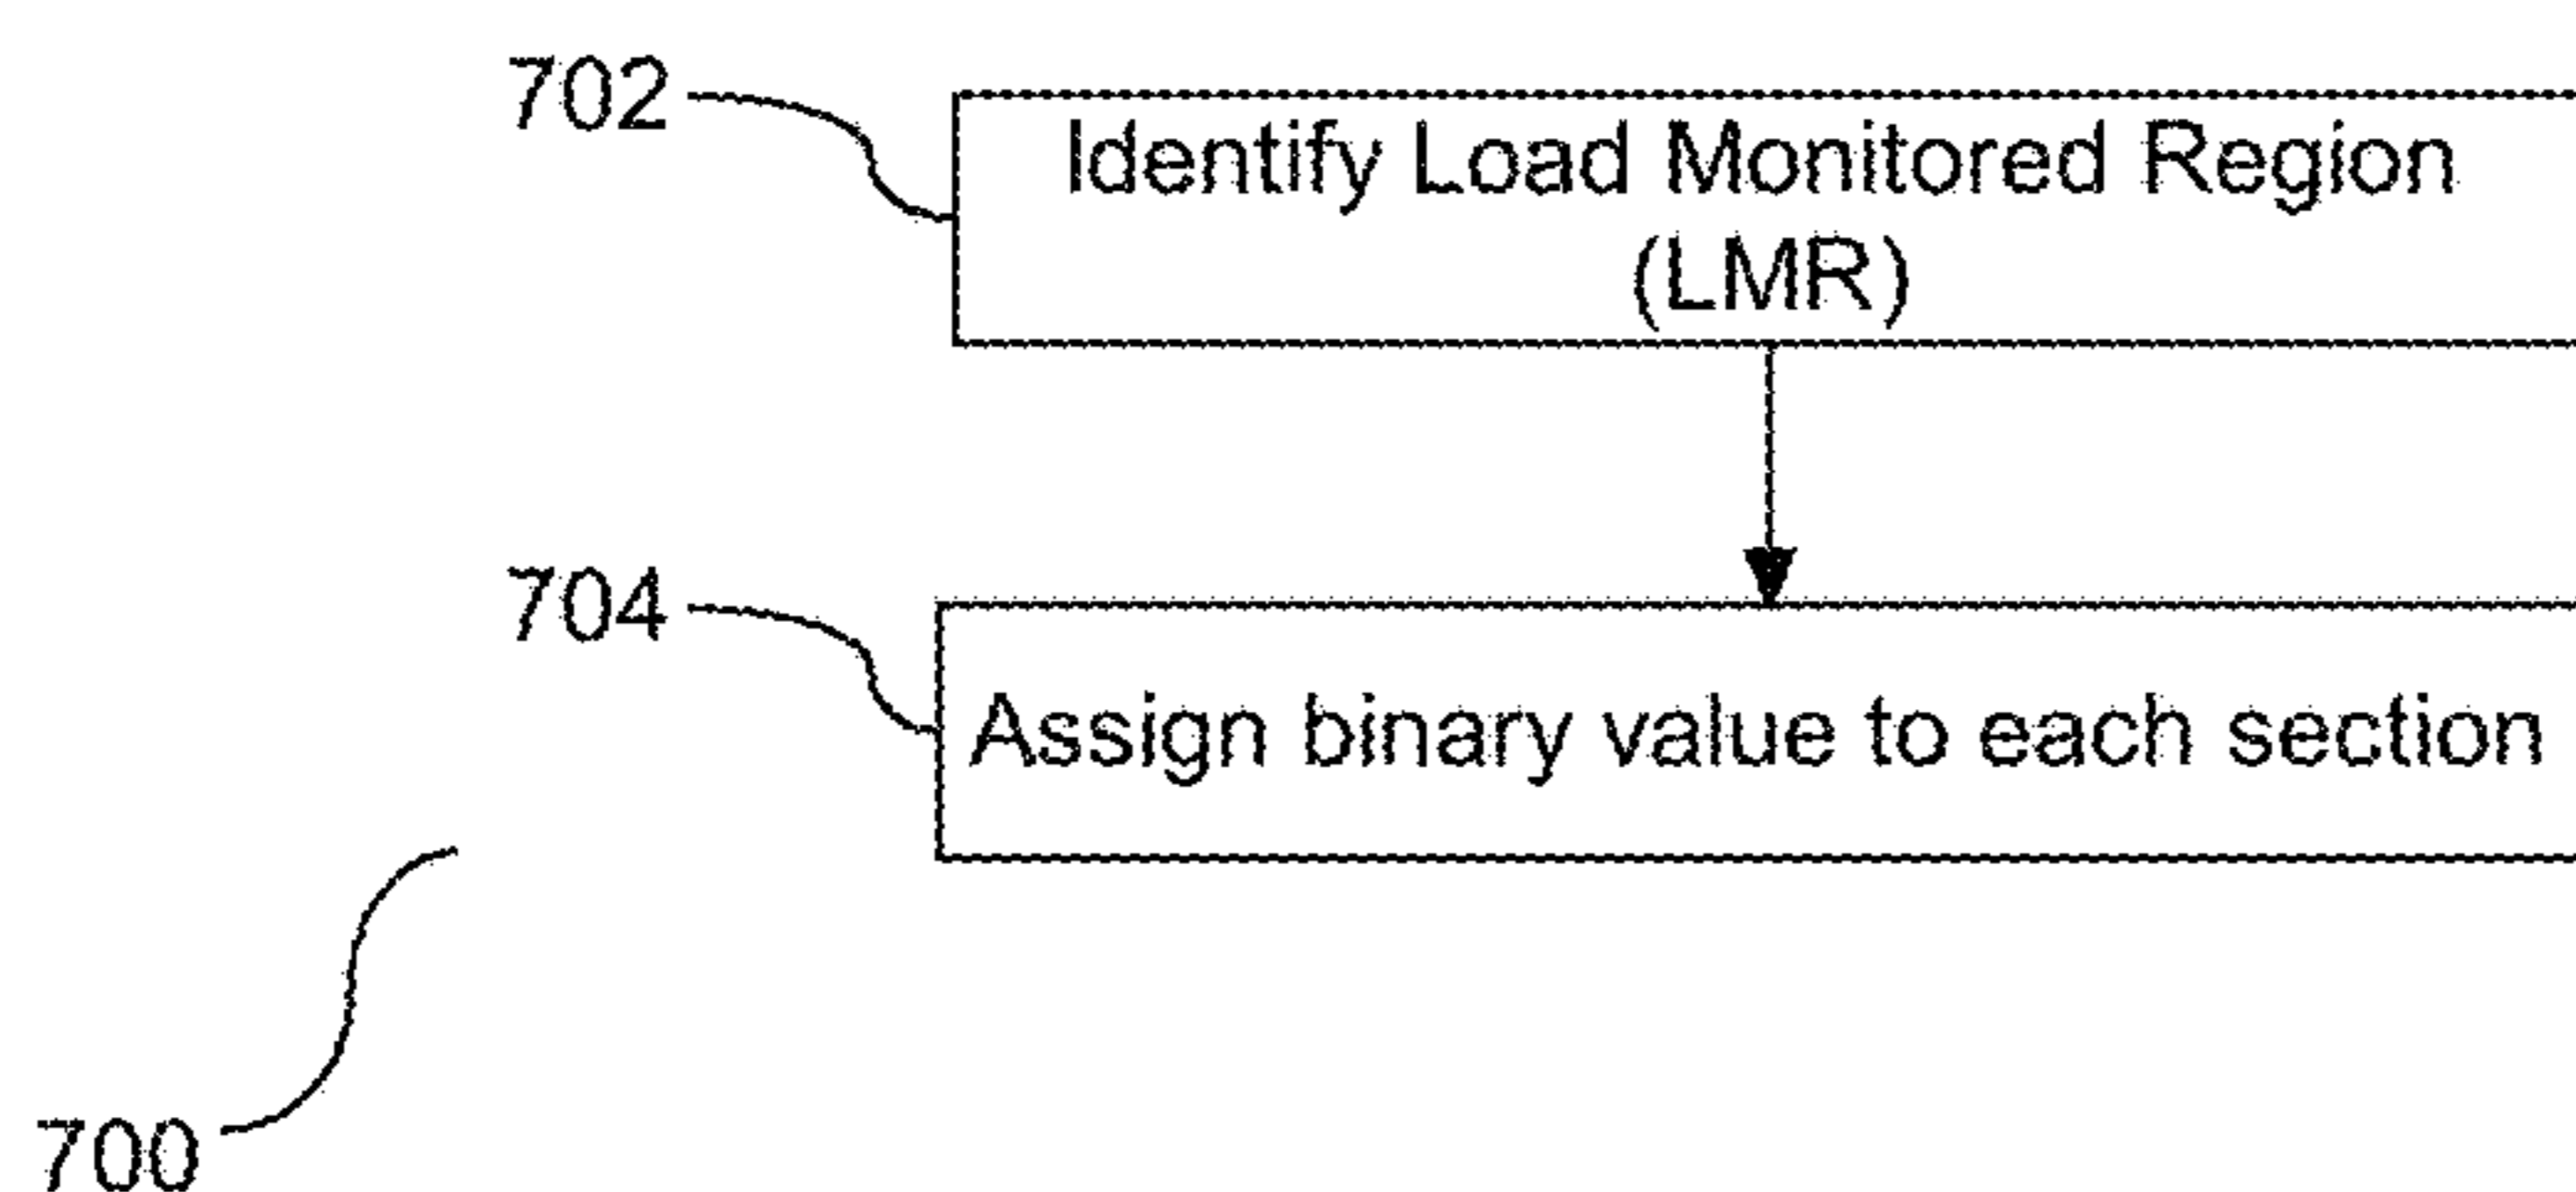 702
Identify Load Monitored Region
(LMR)
704
Assign binary value to each section
700